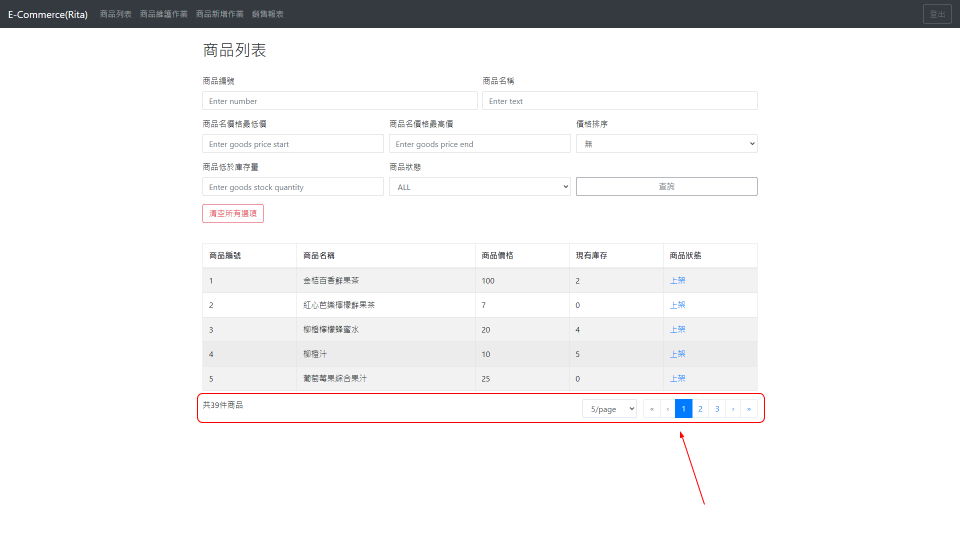 E-Commerce(Rita) 商品列表 商品維護作業 商品新增作業 銷售報表 登出
商品列表
商品編號 商品名稱
Enter number Enter text
商品名價格最低價 商品名價格最高價 價格排序
Enter goods price start Enter goods price end 無
商品低於庫存量 商品狀態
Enter goods stock quantity ALL 查詢
清空所有選項
商品編號 商品名稱 商品價格 現有庫存 商品狀態
1 金桔百香鮮果茶 100 2 上架
2 紅心芭樂檸檬鮮果茶 7 0 上架
3 柳橙檸檬蜂蜜水 20 4 上架
4 柳橙汁 10 5 上架
5 葡萄莓果綜合果汁 25 0 上架
共39件商品 5/page « ‹ 1 2 3 › »